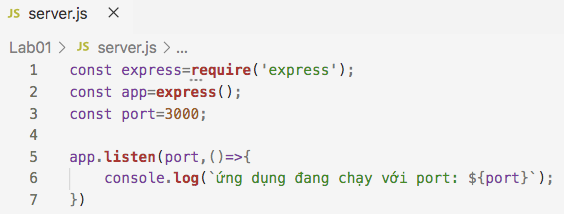 JS server.js ×
Lab01 > JS server.js > ...
1 const express=require('express');
2 const app=express();
3 const port=3000;
4
5 app.listen(port,()=>{
6 console.log(`ứng dụng đang chạy với port: ${port}`);
7 })